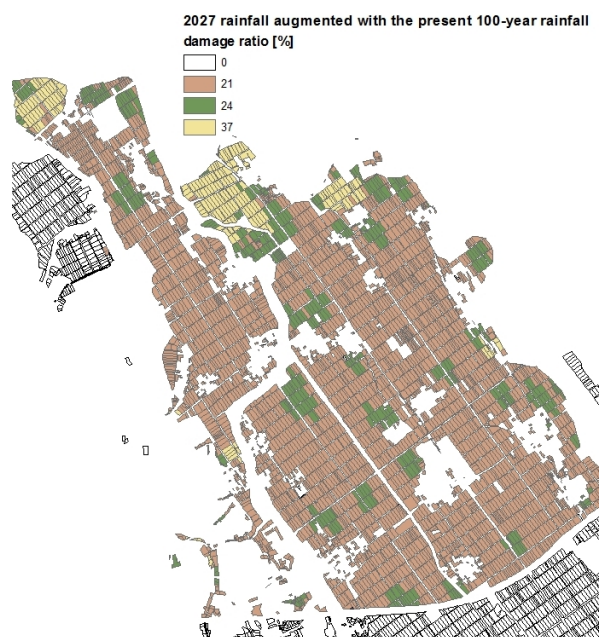 2027 rainfall augmented with the present 100-year rainfall
damage ratio [%]
0
21
24
37